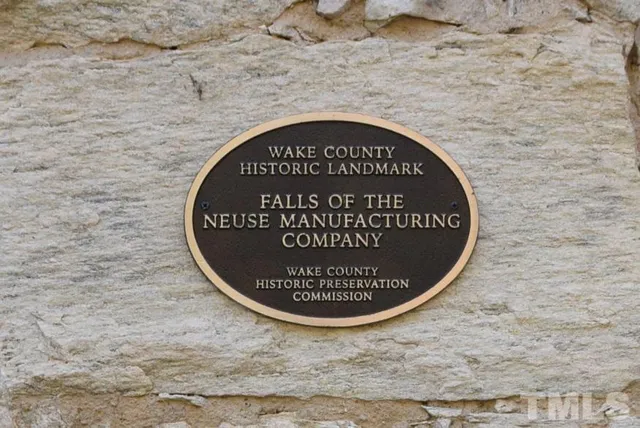 WAKE COUNTY
HISTORIC LANDMARK
FALLS OF THE
NEUSE MANUFACTURING
COMPANY
WAKE COUNTY
HISTORIC PRESERVATION
COMMISSION
TMLS